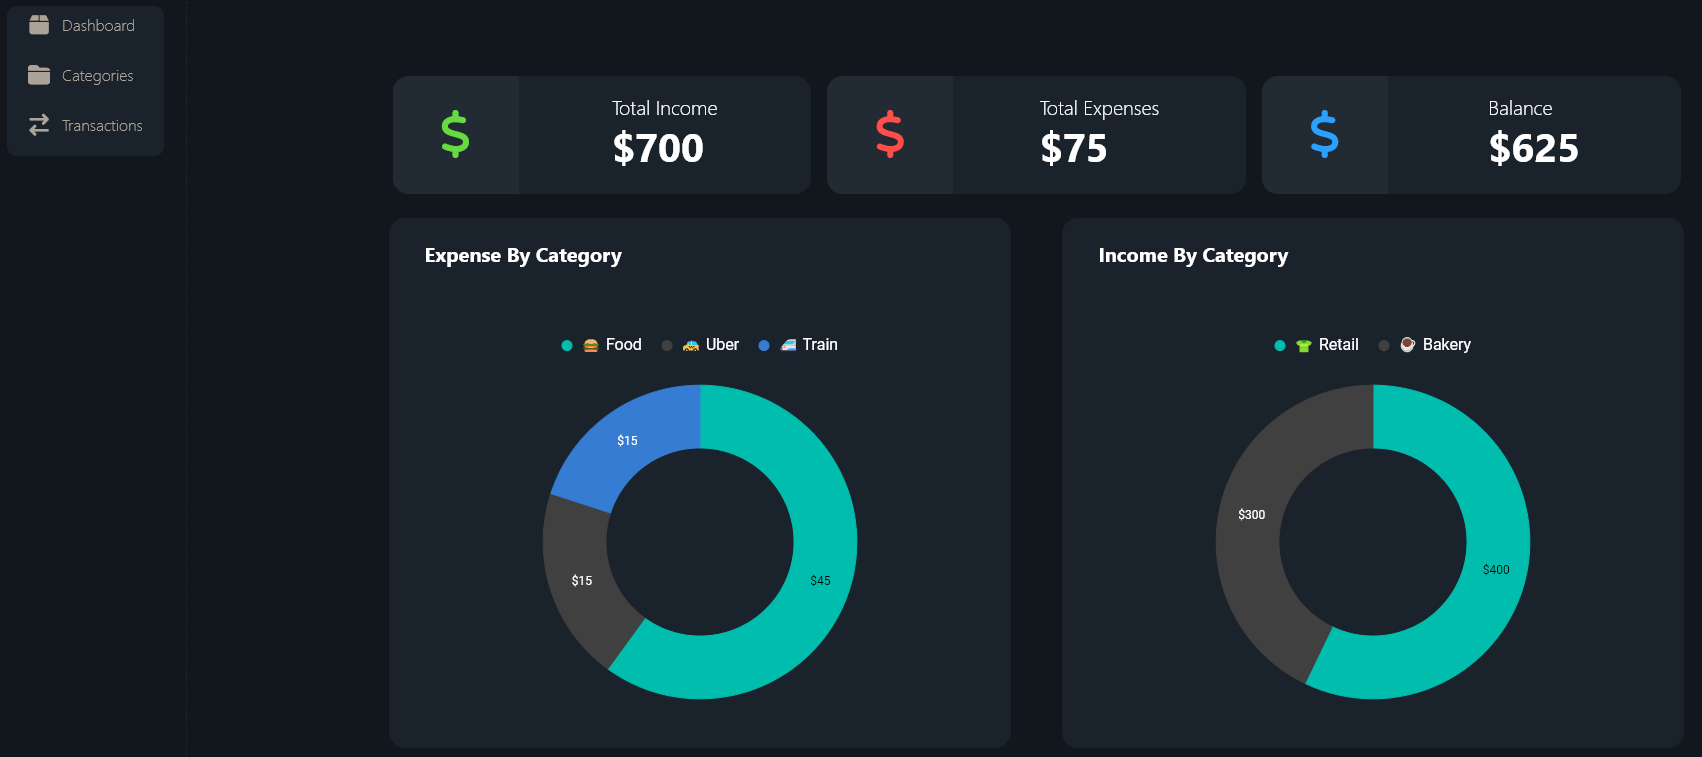 Dashboard
Categories
Transactions
Total Income
$700
Total Expenses
$75
Balance
$625
Expense By Category
Food Uber Train
$15
$15
$45
Income By Category
Retail Bakery
$300
$400